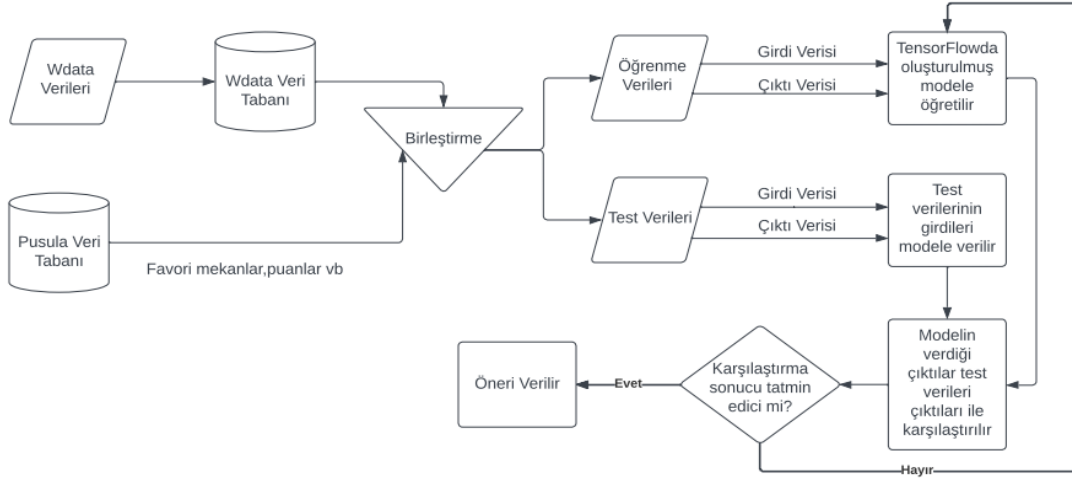 Wdata
Verileri
Wdata Veri
Tabanı
Birleştirme
Pusula Veri
Tabanı
Favori mekanlar,puanlar vb
Öğrenme
Verileri
Girdi Verisi
Çıktı Verisi
TensorFlowda
oluşturulmuş
modele
öğretilir
Test Verileri
Girdi Verisi
Çıktı Verisi
Test
verilerinin
girdileri
modele verilir
Modelin
verdiği
çıktılar test
verileri
çıktıları ile
karşılaştırılır
Karşılaştırma
sonucu tatmin
edici mi?
Evet
Öneri Verilir
Hayır